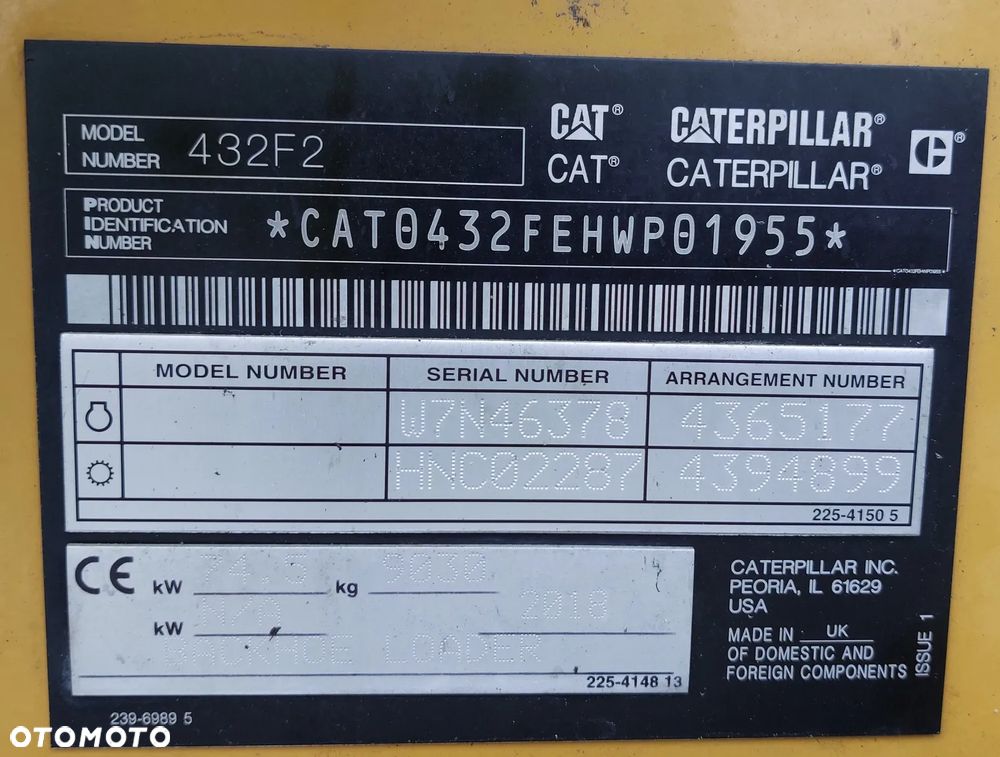 MODEL NUMBER 432F2
CAT® CATERPILLAR®
CAT® CATERPILLAR®
PRODUCT IDENTIFICATION NUMBER *CAT0432FEHWP01955*
*CAT0432FEHWP01955*
MODEL NUMBER SERIAL NUMBER ARRANGEMENT NUMBER
W7N46378 4365177
HNC02287 4394899
225-4150 5
CE kW 74.5 kg 9030
kW N/A 2018
BACKHOE LOADER
225-4148 13
CATERPILLAR INC.
PEORIA, IL 61629
USA
MADE IN UK
OF DOMESTIC AND
FOREIGN COMPONENTS
ISSUE 1
239-6989 5
OTOMOTO